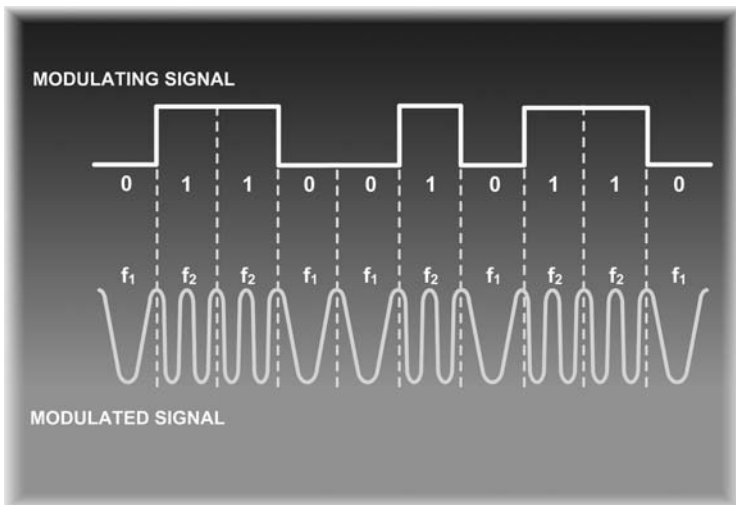 MODULATING SIGNAL
0 1 1 0 0 1 0 1 1 0
f₁ f₂ f₂ f₁ f₁ f₂ f₁ f₂ f₂ f₁
MODULATED SIGNAL